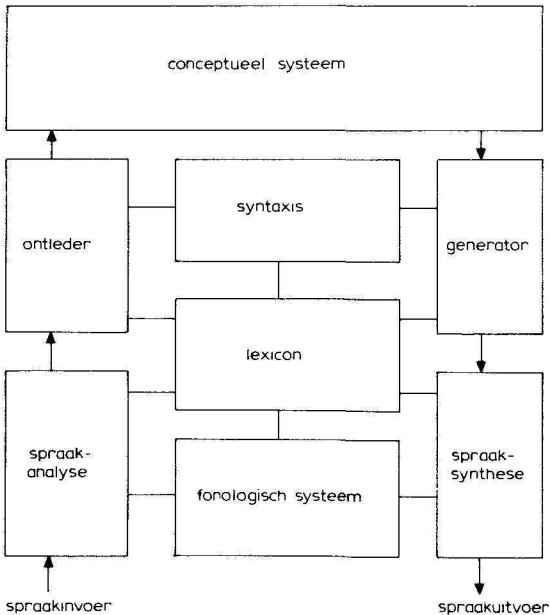 conceptueel systeem
syntaxis
ontleder
generator
lexicon
spraak-
analyse
spraak-
synthese
fonologisch systeem
spraakinvoer
spraakuitvoer